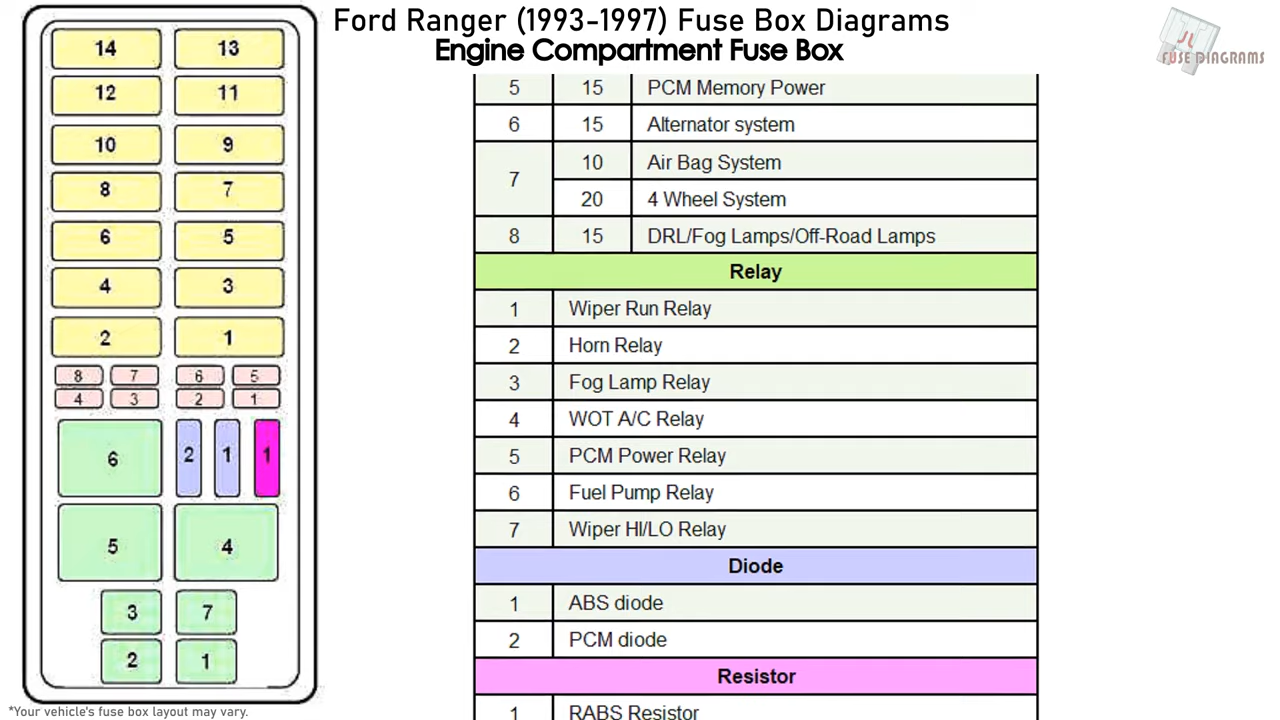 Ford Ranger (1993-1997) Fuse Box Diagrams
Engine Compartment Fuse Box
JL
FUSE DIAGRAMS
14 13
12 11
10 9
8 7
6 5
4 3
2 1
8 7 6 5
4 3 2 1
6 2 1 1
5 4
3 7
2 1
5 15 PCM Memory Power
6 15 Alternator system
7 10 Air Bag System
20 4 Wheel System
8 15 DRL/Fog Lamps/Off-Road Lamps
Relay
1 Wiper Run Relay
2 Horn Relay
3 Fog Lamp Relay
4 WOT A/C Relay
5 PCM Power Relay
6 Fuel Pump Relay
7 Wiper HI/LO Relay
Diode
1 ABS diode
2 PCM diode
Resistor
1 RABS Resistor
*Your vehicle's fuse box layout may vary.